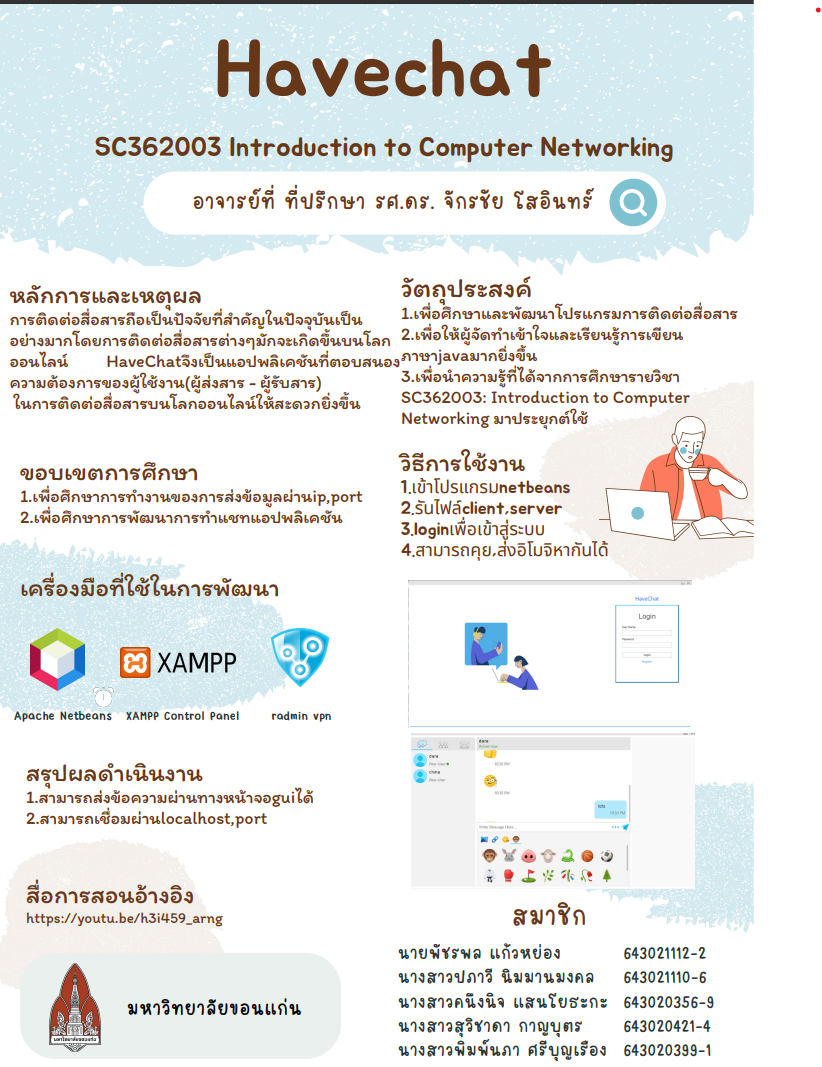 Havechat
SC362003 Introduction to Computer Networking
อาจารย์ที่ ที่ปรึกษา รศ.ดร. จักรชัย โสอินทร์
หลักการและเหตุผล
การติดต่อสื่อสารถือเป็นปัจจัยที่สำคัญในปัจจุบันเป็น
อย่างมากโดยการติดต่อสื่อสารต่างๆมักจะเกิดขึ้นบนโลก
ออนไลน์ HaveChatจึงเป็นแอปพลิเคชันที่ตอบสนอง
ความต้องการของผู้ใช้งาน(ผู้ส่งสาร - ผู้รับสาร)
ในการติดต่อสื่อสารบนโลกออนไลน์ให้สะดวกยิ่งขึ้น
วัตถุประสงค์
1.เพื่อศึกษาและพัฒนาโปรแกรมการติดต่อสื่อสาร
2.เพื่อให้ผู้จัดทำเข้าใจและเรียนรู้การเขียน
ภาษาjavaมากยิ่งขึ้น
3.เพื่อนำความรู้ที่ได้จากการศึกษารายวิชา
SC362003: Introduction to Computer
Networking มาประยุกต์ใช้
ขอบเขตการศึกษา
1.เพื่อศึกษาการทำงานของการส่งข้อมูลผ่านip,port
2.เพื่อศึกษาการพัฒนาการทำแชทแอปพลิเคชัน
วิธีการใช้งาน
1.เข้าโปรแกรมnetbeans
2.รันไฟล์client,server
3.loginเพื่อเข้าสู่ระบบ
4.สามารถคุย,ส่งอิโมจิหากันได้
เครื่องมือที่ใช้ในการพัฒนา
XAMPP
Apache Netbeans
XAMPP Control Panel
radmin vpn
HaveChat
Login
User Name
Password
Login
Register
สรุปผลดำเนินงาน
1.สามารถส่งข้อความผ่านทางหน้าจอguiได้
2.สามารถเชื่อมผ่านlocalhost,port
dara
New User
china
New User
dara
10:33 PM
10:33 PM
10:33 PM
Write Message Here...
สื่อการสอนอ้างอิง
https://youtu.be/h3i459_arng
มหาวิทยาลัยขอนแก่น
มหาวิทยาลัยขอนแก่น
สมาชิก
นายพัชรพล แก้วหย่อง 643021112-2
นางสาวปภาวี นิมมานมงคล 643021110-6
นางสาวคนึงนิจ แสนโยธะกะ 643020356-9
นางสาวสุวิชาดา กาญบุตร 643020421-4
นางสาวพิมพ์นภา ศรีบุญเรือง 643020399-1